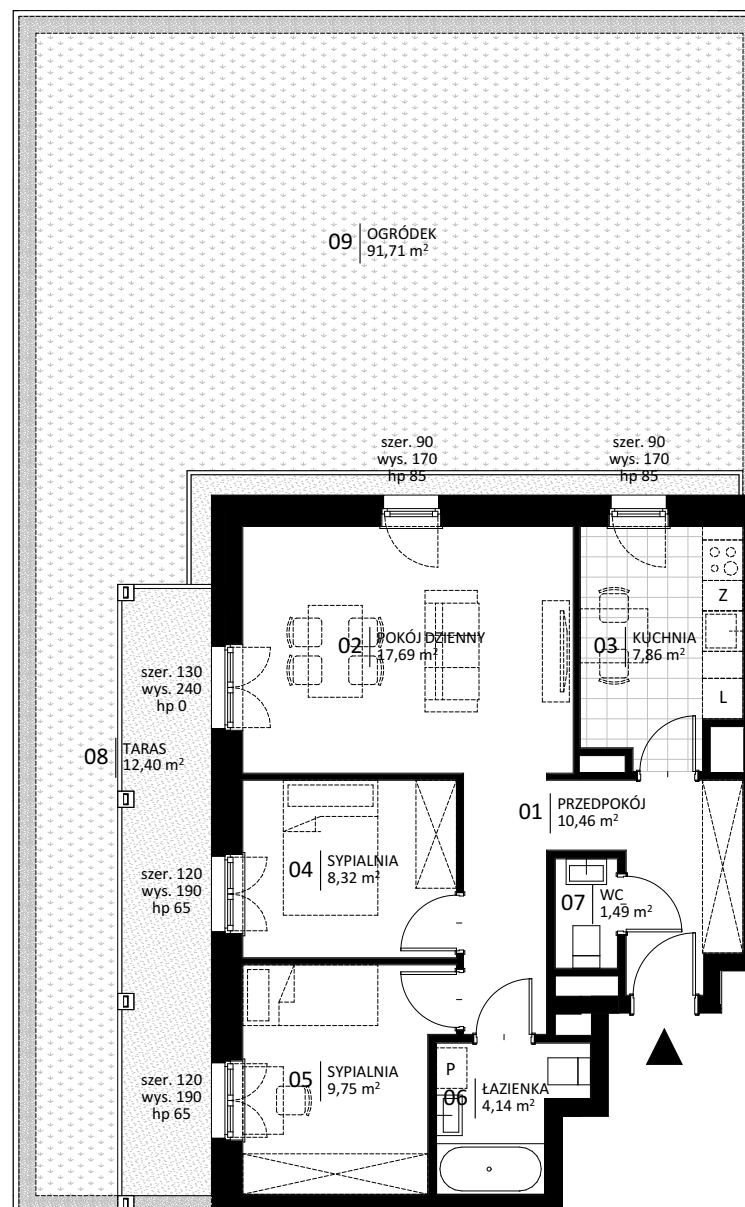 09
OGRÓDEK
91,71 m²
szer. 90
wys. 170
hp 85
szer. 90
wys. 170
hp 85
02
POKÓJ DZIENNY
17,69 m²
03
KUCHNIA
7,86 m²
Z
L
szer. 130
wys. 240
hp 0
08
TARAS
12,40 m²
01
PRZEDPOKÓJ
10,46 m²
szer. 120
wys. 190
hp 65
04
SYPIALNIA
8,32 m²
07
WC
1,49 m²
szer. 120
wys. 190
hp 65
05
SYPIALNIA
9,75 m²
P
06
ŁAZIENKA
4,14 m²